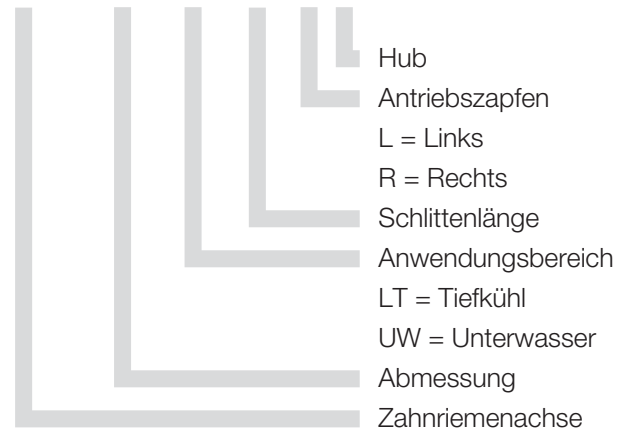 Hub
Antriebszapfen
L = Links
R = Rechts
Schlittenlänge
Anwendungsbereich
LT = Tiefkühl
UW = Unterwasser
Abmessung
Zahnriemenachse